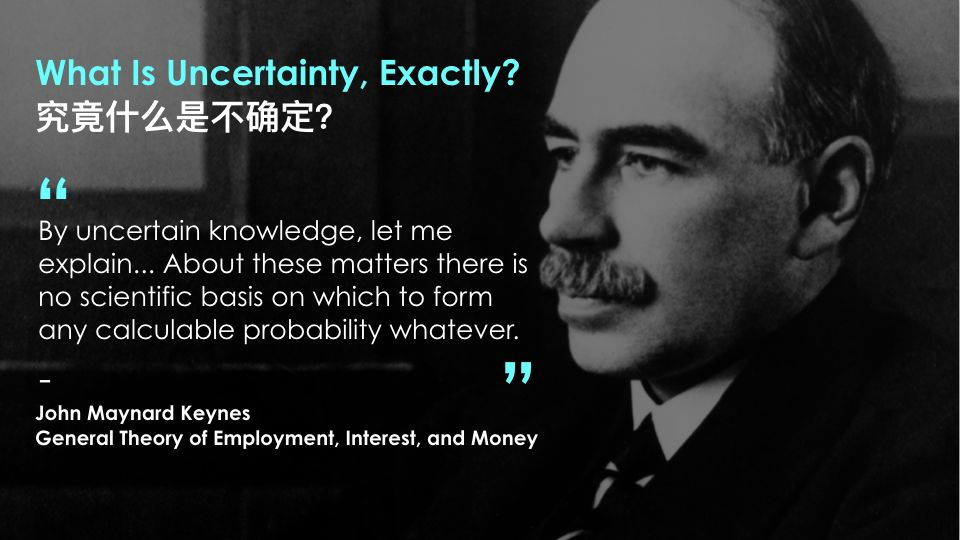 What Is Uncertainty, Exactly?
究竟什么是不确定?
“
By uncertain knowledge, let me
explain... About these matters there is
no scientific basis on which to form
any calculable probability whatever.
”
–
John Maynard Keynes
General Theory of Employment, Interest, and Money